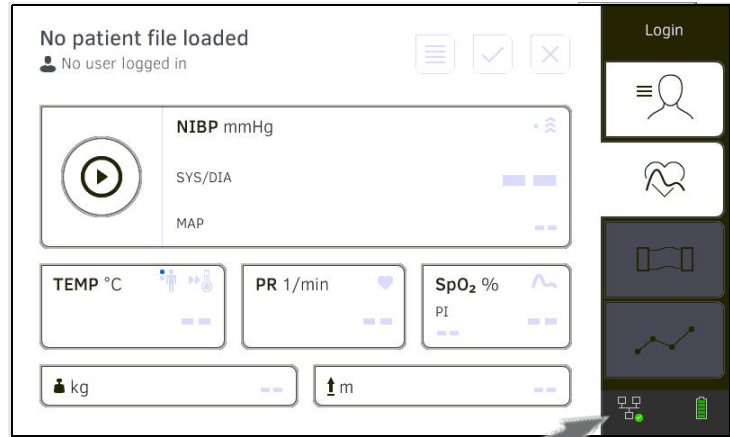 No patient file loaded
No user logged in
Login
NIBP mmHg
SYS/DIA
-- --
MAP
--
TEMP °C
--
PR 1/min
--
SpO₂ %
PI
--
--
kg
--
m
--